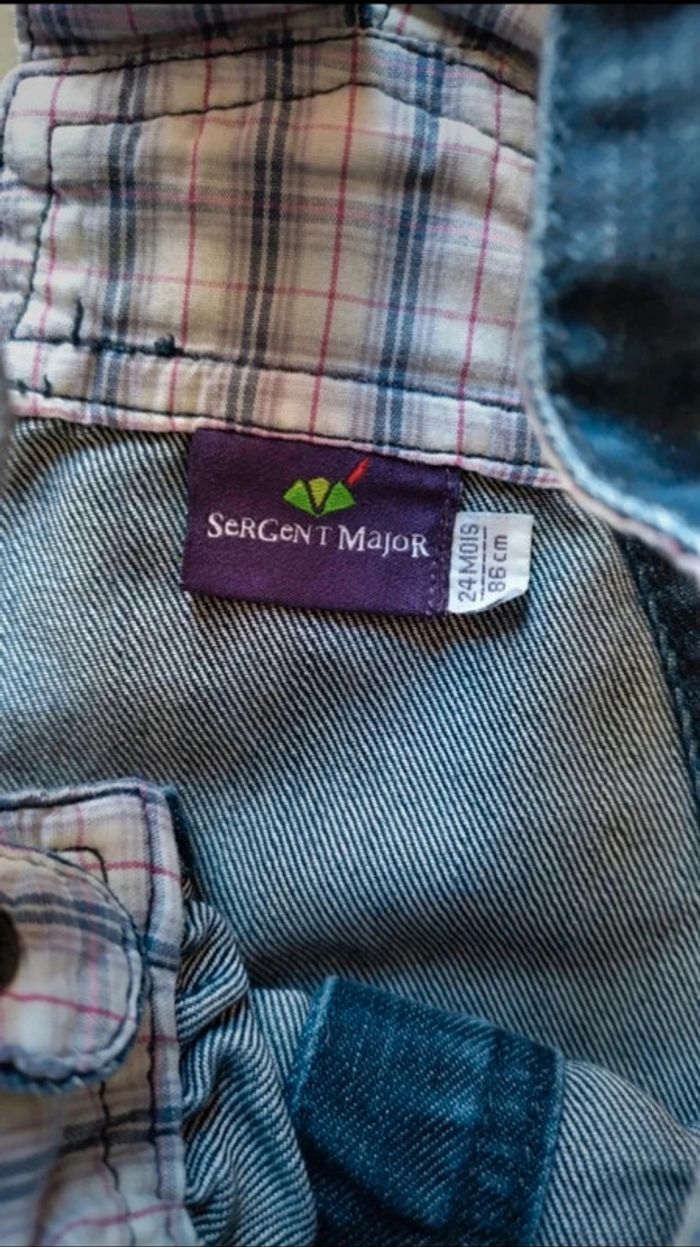 SeRGeNT MajoR
24 MOIS
86 cm